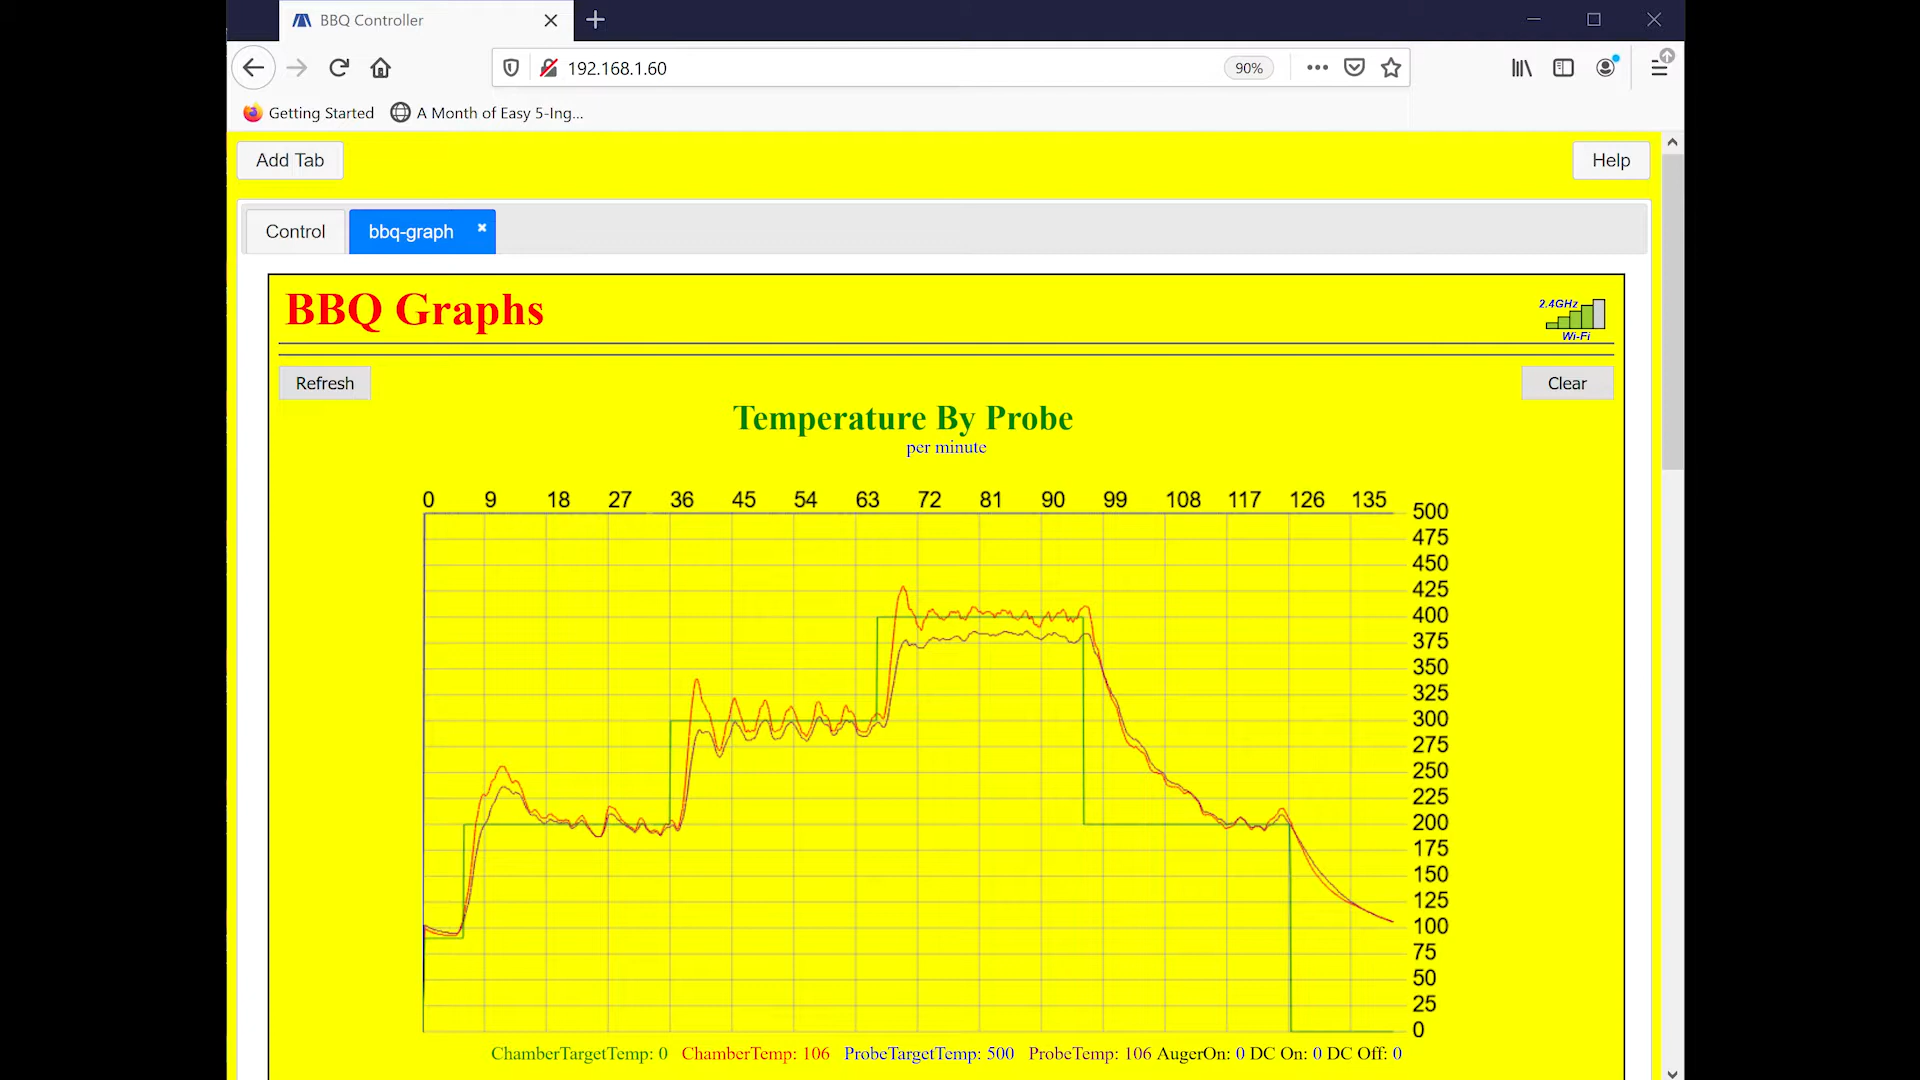 BBQ Controller
192.168.1.60
90%
Getting Started
A Month of Easy 5-Ing...
Add Tab
Help
Control
bbq-graph
BBQ Graphs
2.4GHz
Wi-Fi
Refresh
Clear
Temperature By Probe
per minute
0 9 18 27 36 45 54 63 72 81 90 99 108 117 126 135
500
475
450
425
400
375
350
325
300
275
250
225
200
175
150
125
100
75
50
25
0
ChamberTargetTemp: 0 ChamberTemp: 106 ProbeTargetTemp: 500 ProbeTemp: 106 AugerOn: 0 DC On: 0 DC Off: 0